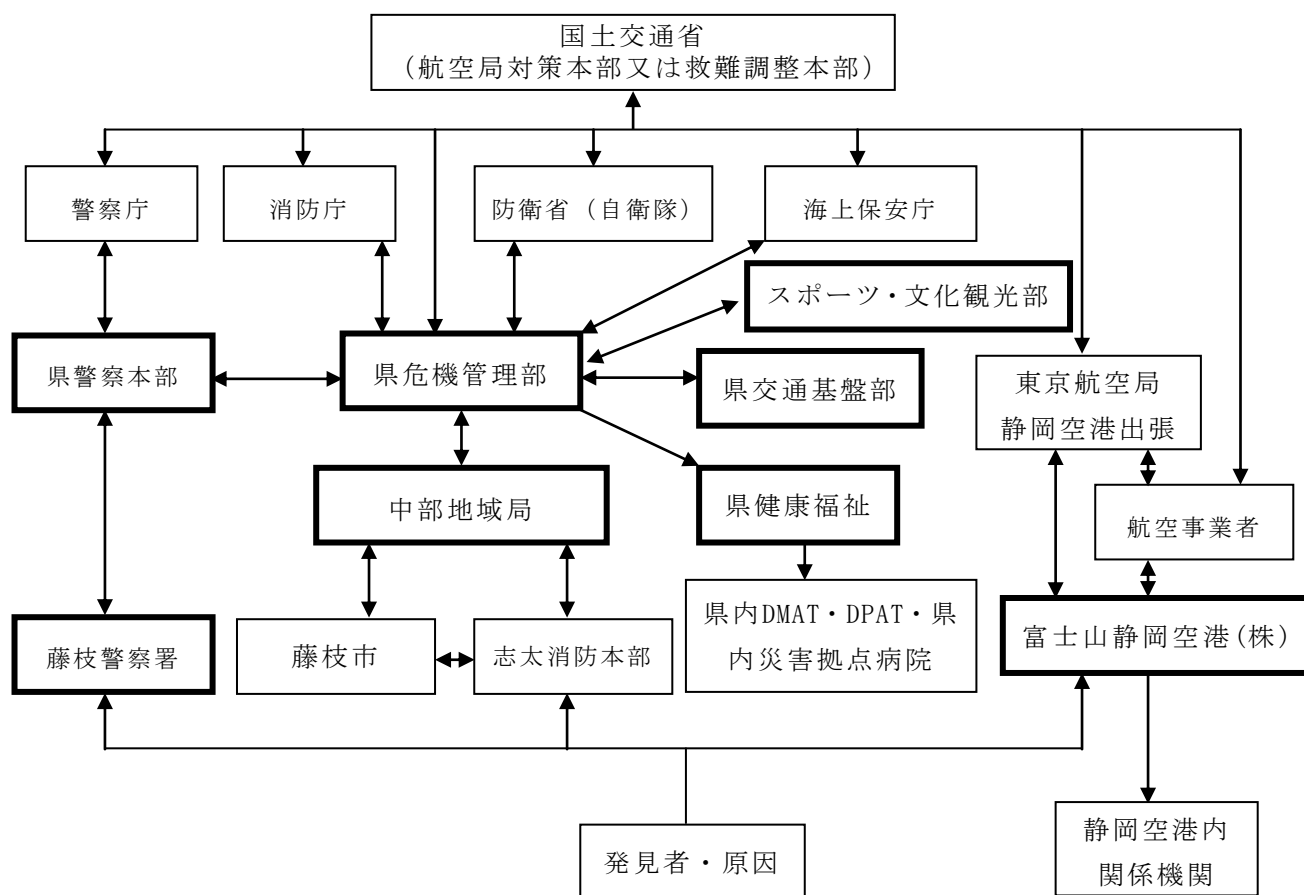 国土交通省
（航空局対策本部又は救難調整本部）
警察庁
消防庁
防衛省（自衛隊）
海上保安庁
スポーツ・文化観光部
県警察本部
県危機管理部
県交通基盤部
東京航空局
静岡空港出張
中部地域局
県健康福祉
航空事業者
藤枝警察署
藤枝市
志太消防本部
県内DMAT・DPAT・県
内災害拠点病院
富士山静岡空港(株)
発見者・原因
静岡空港内
関係機関